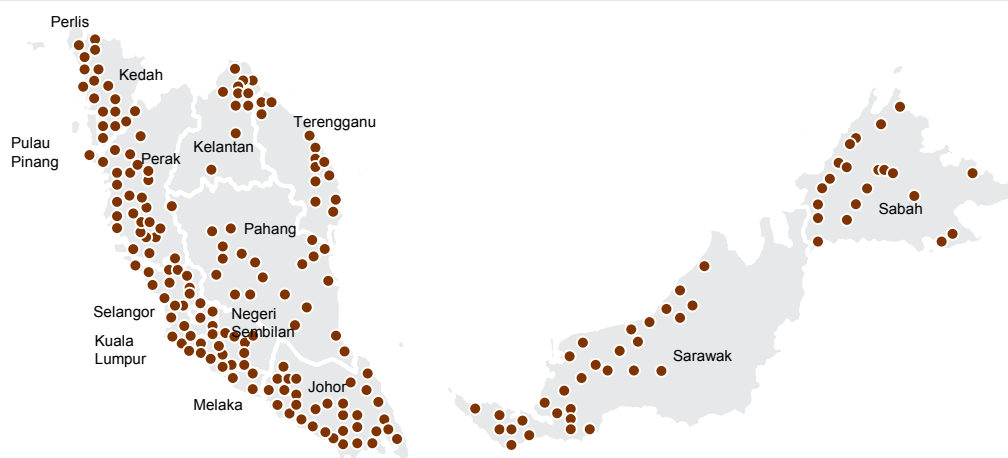 Perlis
Kedah
Terengganu
Pulau
Pinang
Kelantan
Perak
Sabah
Pahang
Selangor
Negeri
Sembilan
Kuala
Lumpur
Sarawak
Johor
Melaka